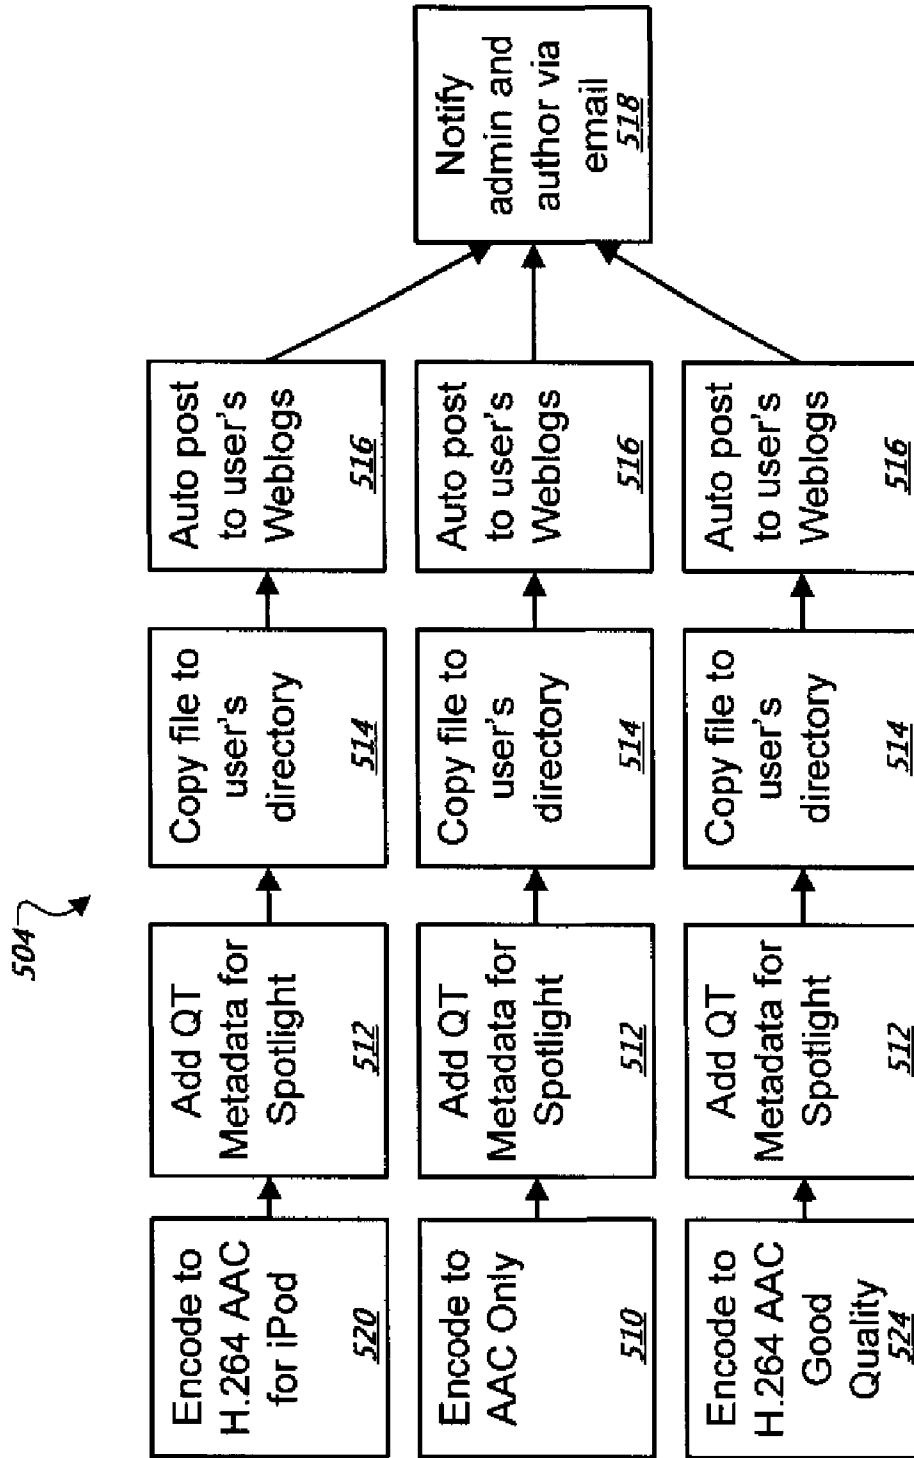 504
Encode to
H.264 AAC
for iPod
520
Add QT
Metadata for
Spotlight
512
Copy file to
user's
directory
514
Auto post
to user's
Weblogs
516
Encode to
AAC Only
510
Add QT
Metadata for
Spotlight
512
Copy file to
user's
directory
514
Auto post
to user's
Weblogs
516
Notify
admin and
author via
email
518
Encode to
H.264 AAC
Good
Quality
524
Add QT
Metadata for
Spotlight
512
Copy file to
user's
directory
514
Auto post
to user's
Weblogs
516